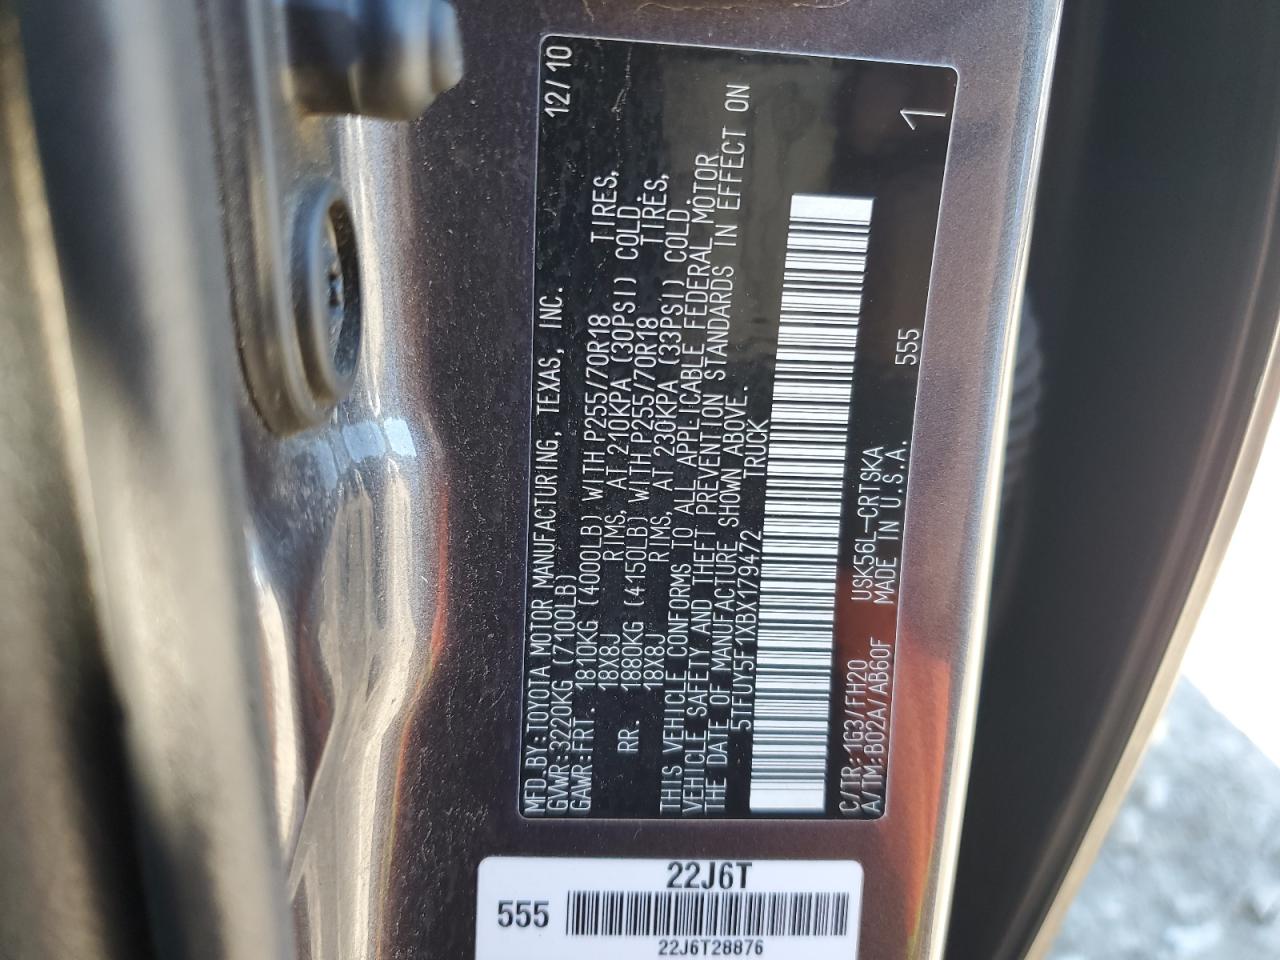 MFD.BY:TOYOTA MOTOR MANUFACTURING, TEXAS, INC. 12/10
GVWR:3220KG (7100LB)
GAWR:FRT. 1810KG (4000LB) WITH P255/70R18 TIRES,
18X8J RIMS, AT 210KPA (30PSI) COLD.
RR. 1880KG (4150LB) WITH P255/70R18 TIRES,
18X8J RIMS, AT 230KPA (33PSI) COLD.
THIS VEHICLE CONFORMS TO ALL APPLICABLE FEDERAL MOTOR
VEHICLE SAFETY AND THEFT PREVENTION STANDARDS IN EFFECT ON
THE DATE OF MANUFACTURE SHOWN ABOVE.
5TFUY5F1XBX179472 TRUCK
C/TR:1G3/FH20 USK56L-CRTSKA 555 1
A/TM:B02A/AB60F MADE IN U.S.A.
22J6T
555
22J6T28876